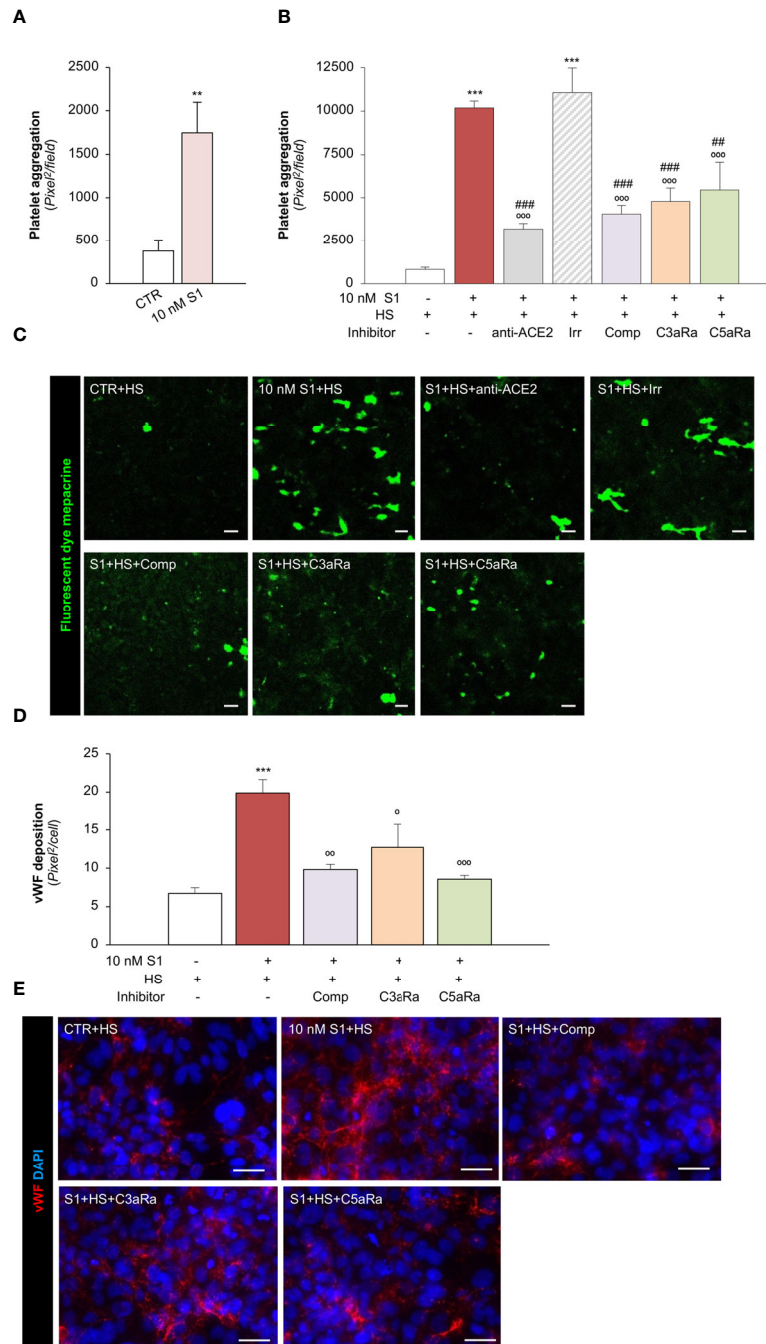 A
B
Platelet aggregation
(Pixel²/field)
2500
2000
1500
1000
500
0
**
CTR
10 nM S1
Platelet aggregation
(Pixel²/field)
12500
10000
7500
5000
2500
0
***
###
°°°
***
###
°°°
###
°°°
##
°°°
10 nM S1 - + + + + + +
HS + + + + + + +
Inhibitor - - anti-ACE2 Irr Comp C3aRa C5aRa
C
Fluorescent dye mepacrine
CTR+HS
10 nM S1+HS
S1+HS+anti-ACE2
S1+HS+Irr
S1+HS+Comp
S1+HS+C3aRa
S1+HS+C5aRa
D
vWF deposition
(Pixel²/cell)
25
20
15
10
5
0
***
°°
°
°°°
10 nM S1 - + + + +
HS + + + + +
Inhibitor - - Comp C3aRa C5aRa
E
vWF DAPI
CTR+HS
10 nM S1+HS
S1+HS+Comp
S1+HS+C3aRa
S1+HS+C5aRa